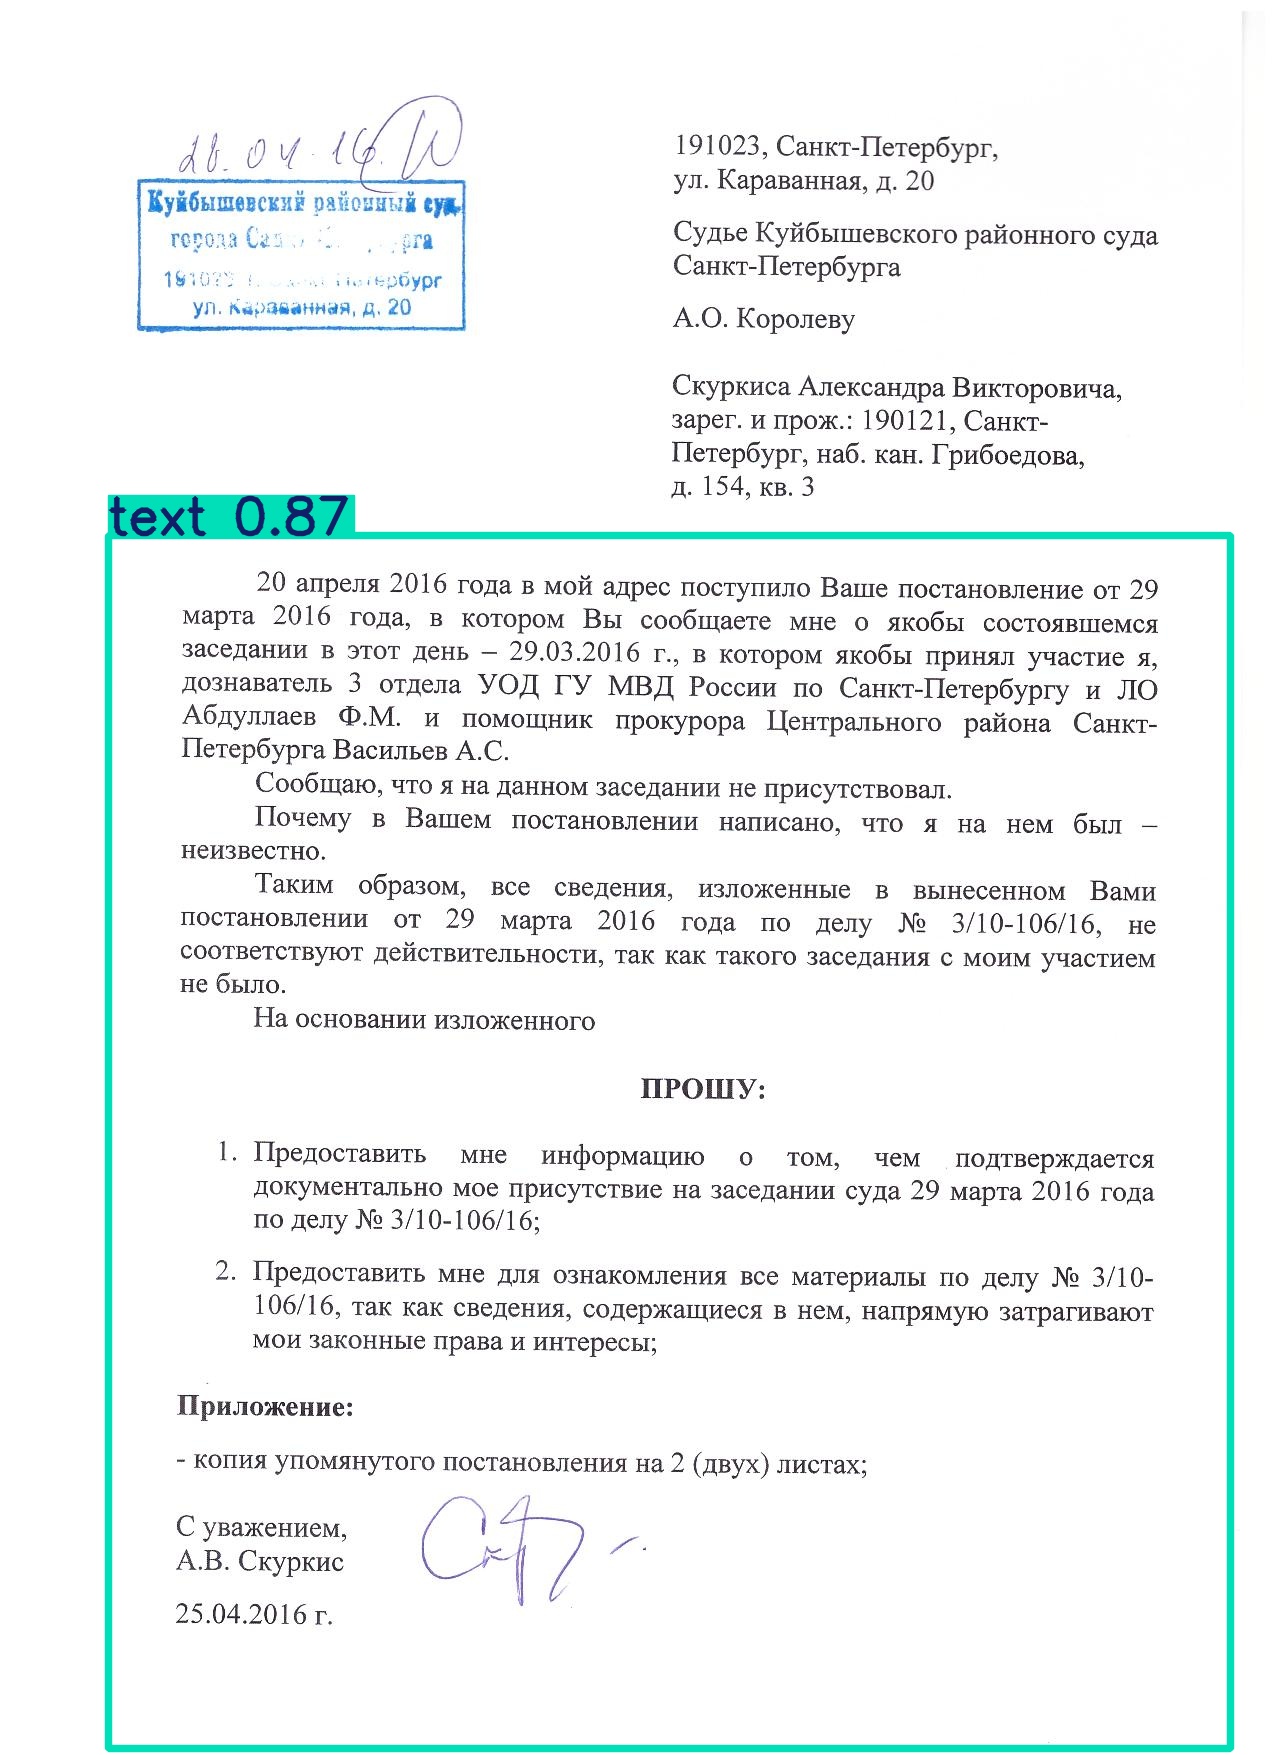 28.04.16
Куйбышевский районный суд
города
ул. Караванная, д. 20
191023, Санкт-Петербург,
ул. Караванная, д. 20
Судье Куйбышевского районного суда
Санкт-Петербурга
А.О. Королеву
Скуркиса Александра Викторовича,
зарег. и прож.: 190121, Санкт-
Петербург, наб. кан. Грибоедова,
д. 154, кв. 3
text 0.87
20 апреля 2016 года в мой адрес поступило Ваше постановление от 29
марта 2016 года, в котором Вы сообщаете мне о якобы состоявшемся
заседании в этот день – 29.03.2016 г., в котором якобы принял участие я,
дознаватель 3 отдела УОД ГУ МВД России по Санкт-Петербургу и ЛО
Абдуллаев Ф.М. и помощник прокурора Центрального района Санкт-
Петербурга Васильев А.С.
Сообщаю, что я на данном заседании не присутствовал.
Почему в Вашем постановлении написано, что я на нем был –
неизвестно.
Таким образом, все сведения, изложенные в вынесенном Вами
постановлении от 29 марта 2016 года по делу № 3/10-106/16, не
соответствуют действительности, так как такого заседания с моим участием
не было.
На основании изложенного
ПРОШУ:
1. Предоставить мне информацию о том, чем подтверждается
документально мое присутствие на заседании суда 29 марта 2016 года
по делу № 3/10-106/16;
2. Предоставить мне для ознакомления все материалы по делу № 3/10-
106/16, так как сведения, содержащиеся в нем, напрямую затрагивают
мои законные права и интересы;
Приложение:
- копия упомянутого постановления на 2 (двух) листах;
С уважением,
А.В. Скуркис
25.04.2016 г.